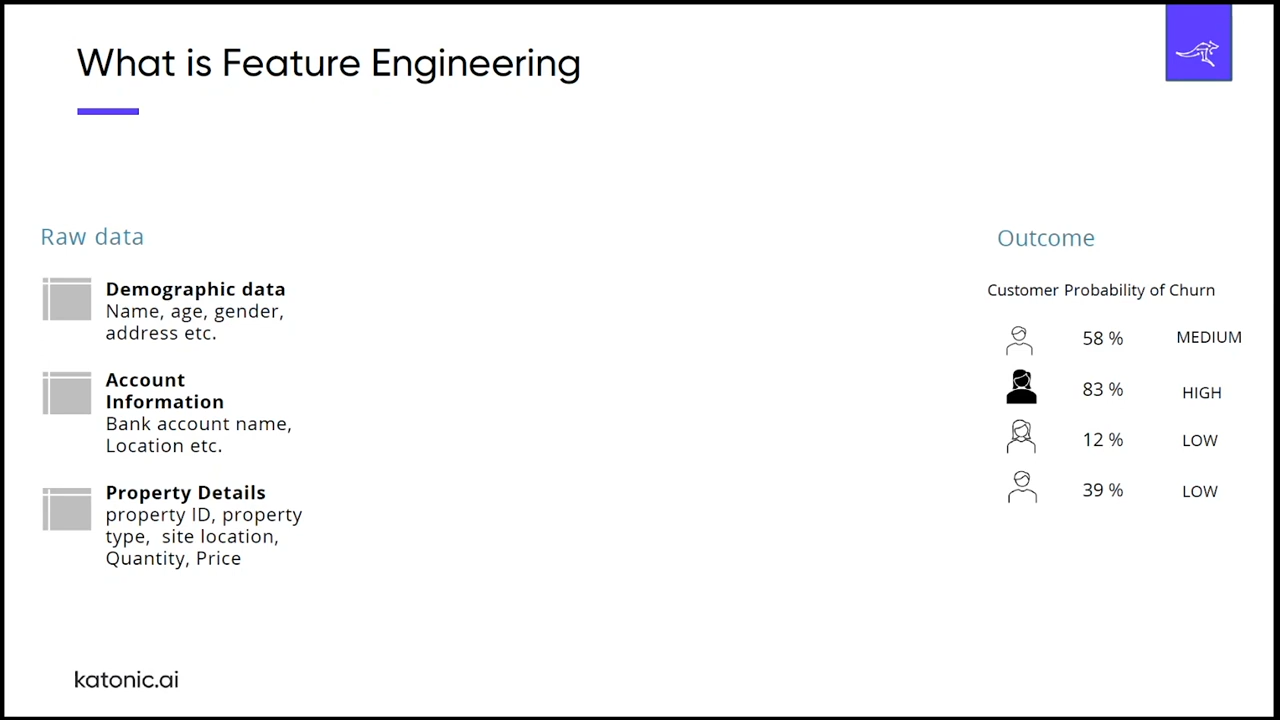 What is Feature Engineering
Raw data
Demographic data
Name, age, gender,
address etc.
Account
Information
Bank account name,
Location etc.
Property Details
property ID, property
type, site location,
Quantity, Price
Outcome
Customer Probability of Churn
58 % MEDIUM
83 % HIGH
12 % LOW
39 % LOW
katonic.ai